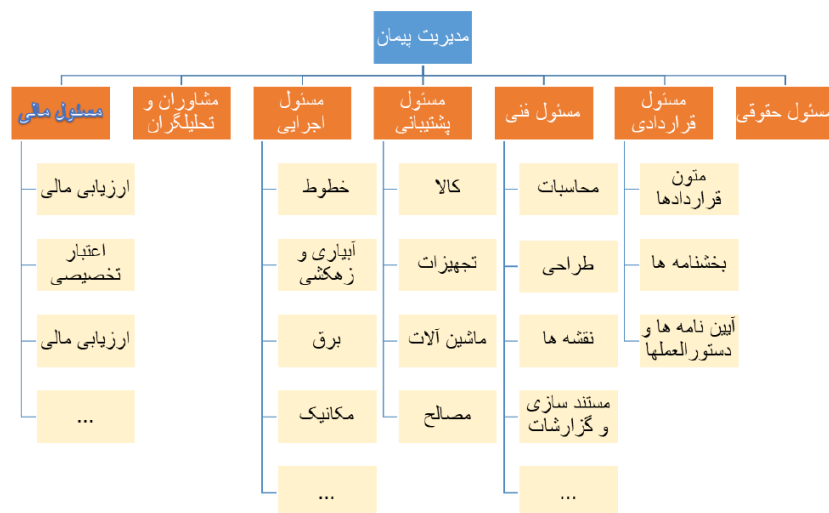 مدیریت پیمان
مسئول حقوقی
مسئول
قراردادی
متون
قراردادها
بخشنامه ها
آیین نامه ها و
دستورالعملها
مسئول فنی
محاسبات
طراحی
نقشه ها
مستند سازی
و گزارشات
...
مسئول
پشتیبانی
کالا
تجهیزات
ماشین آلات
مصالح
مسئول
اجرایی
خطوط
آبیاری و
زهکشی
برق
مکانیک
...
مشاوران و
تحلیلگران
مسئول مالی
ارزیابی مالی
اعتبار
تخصیصی
ارزیابی مالی
...